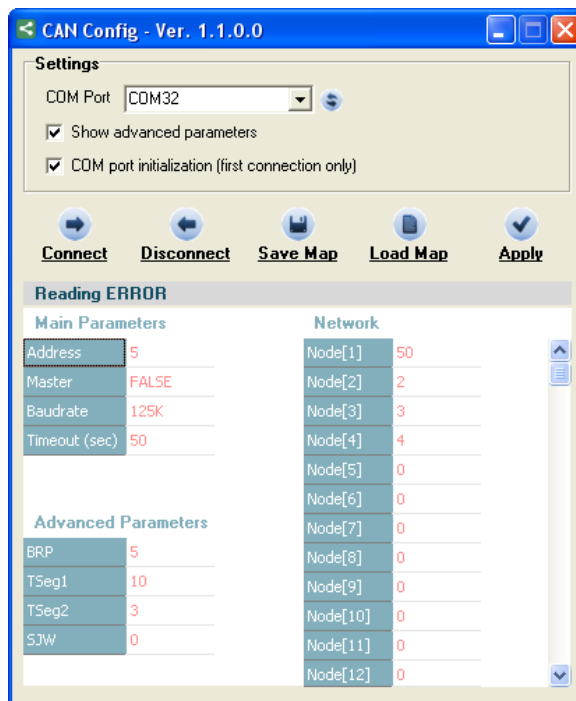 CAN Config - Ver. 1.1.0.0
Settings
COM Port COM32
Show advanced parameters
COM port initialization (first connection only)
Connect Disconnect Save Map Load Map Apply
Reading ERROR
Main Parameters
Address 5
Master FALSE
Baudrate 125K
Timeout (sec) 50
Advanced Parameters
BRP 5
TSeg1 10
TSeg2 3
SJW 0
Network
Node[1] 50
Node[2] 2
Node[3] 3
Node[4] 4
Node[5] 0
Node[6] 0
Node[7] 0
Node[8] 0
Node[9] 0
Node[10] 0
Node[11] 0
Node[12] 0